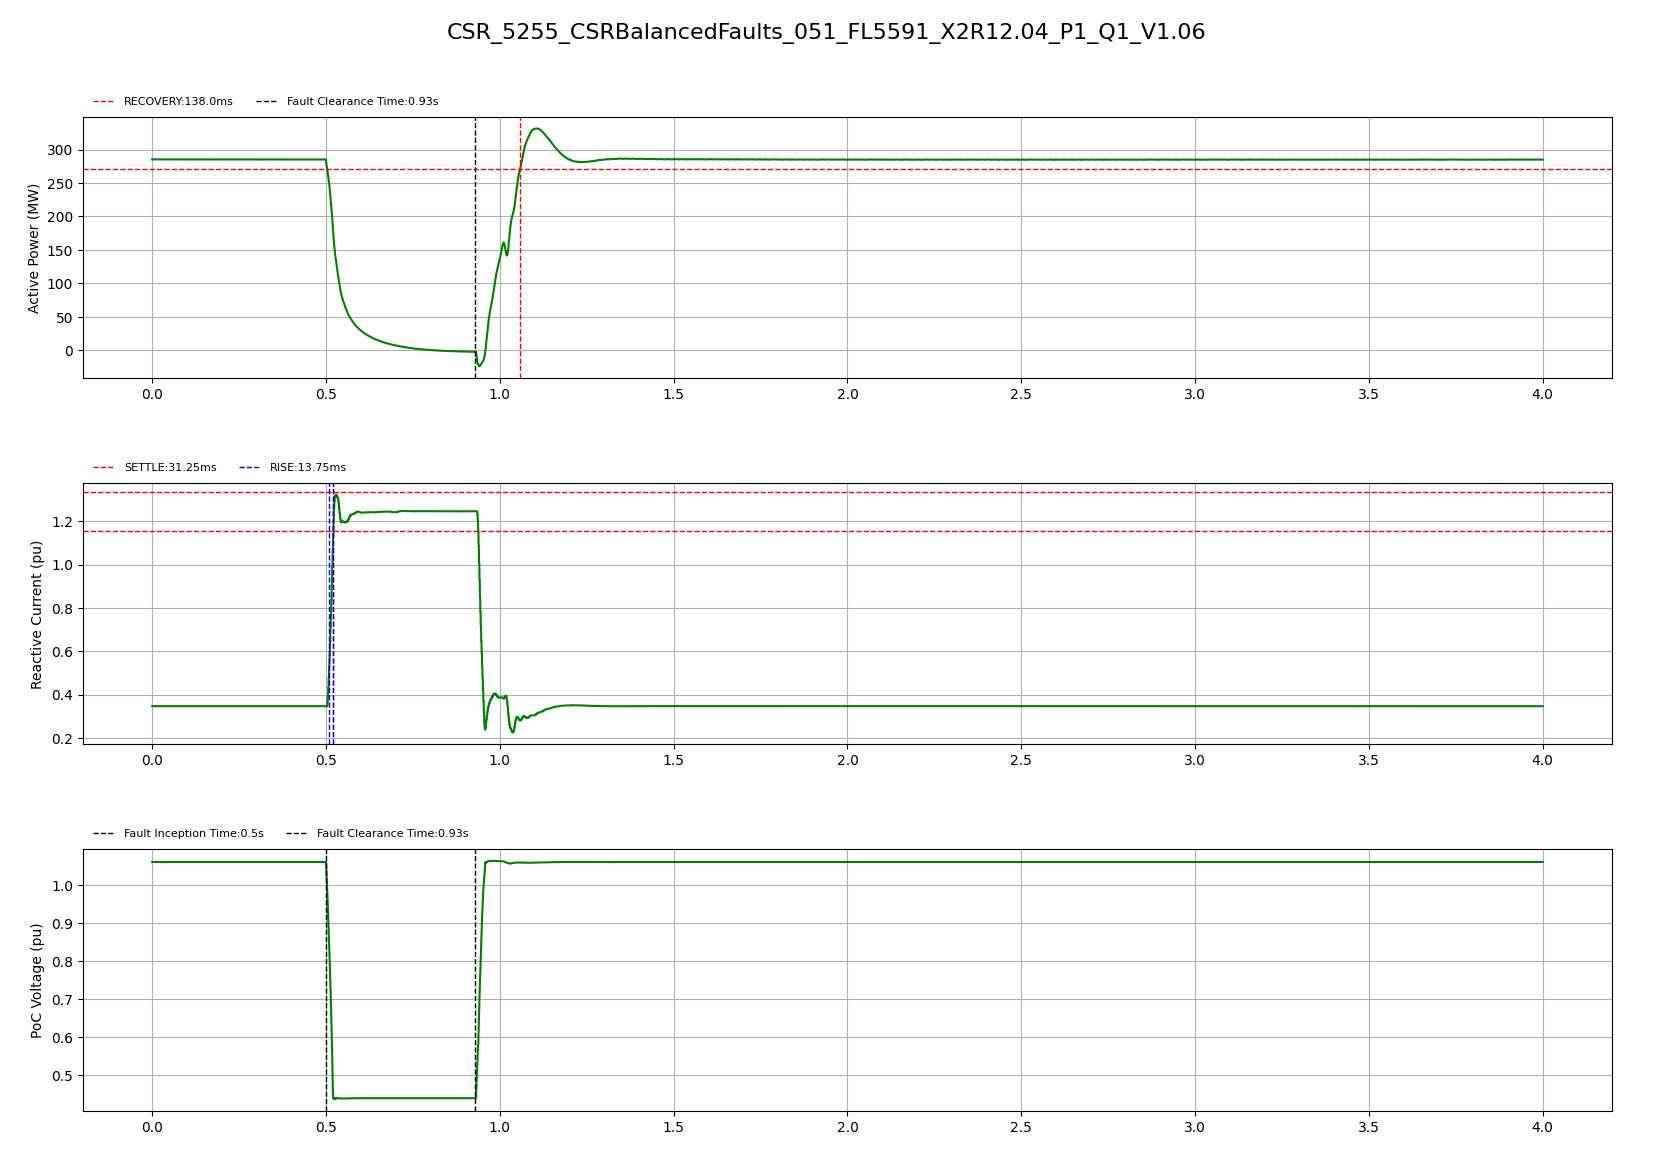 CSR_5255_CSRBalancedFaults_051_FL5591_X2R12.04_P1_Q1_V1.06
RECOVERY:138.0ms Fault Clearance Time:0.93s
Active Power (MW)
300
250
200
150
100
50
0
0.0 0.5 1.0 1.5 2.0 2.5 3.0 3.5 4.0
SETTLE:31.25ms RISE:13.75ms
Reactive Current (pu)
1.2
1.0
0.8
0.6
0.4
0.2
0.0 0.5 1.0 1.5 2.0 2.5 3.0 3.5 4.0
Fault Inception Time:0.5s Fault Clearance Time:0.93s
PoC Voltage (pu)
1.0
0.9
0.8
0.7
0.6
0.5
0.0 0.5 1.0 1.5 2.0 2.5 3.0 3.5 4.0